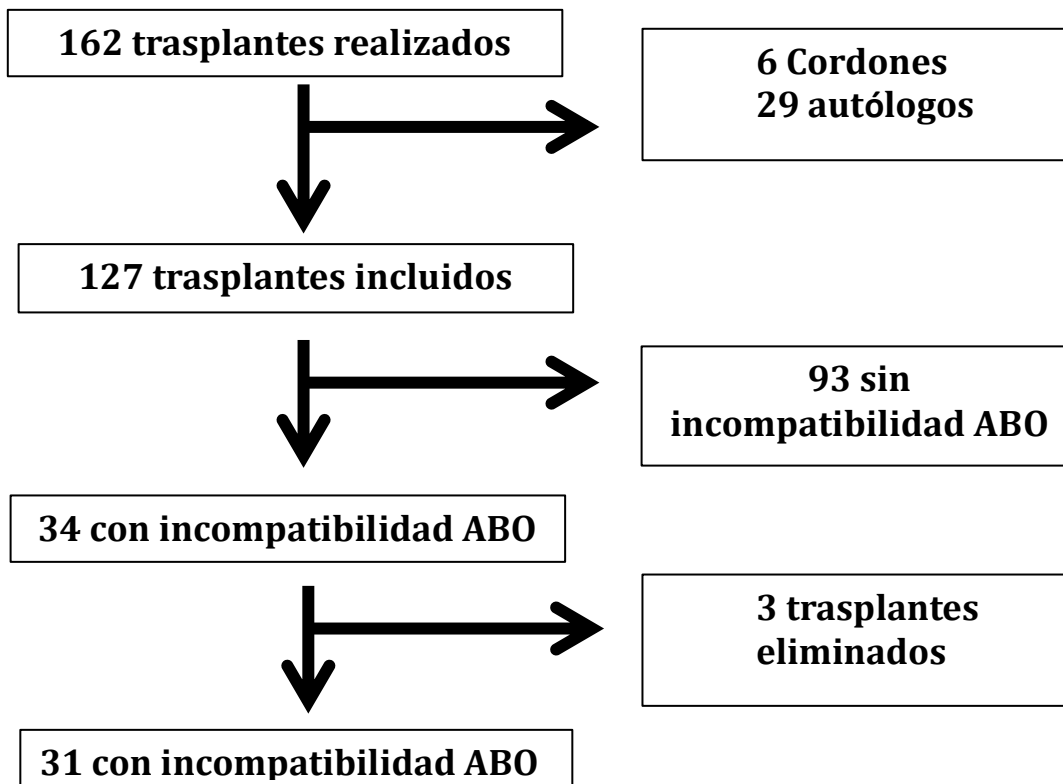 162 trasplantes realizados
6 Cordones
29 autólogos
127 trasplantes incluidos
93 sin
incompatibilidad ABO
34 con incompatibilidad ABO
3 trasplantes
eliminados
31 con incompatibilidad ABO